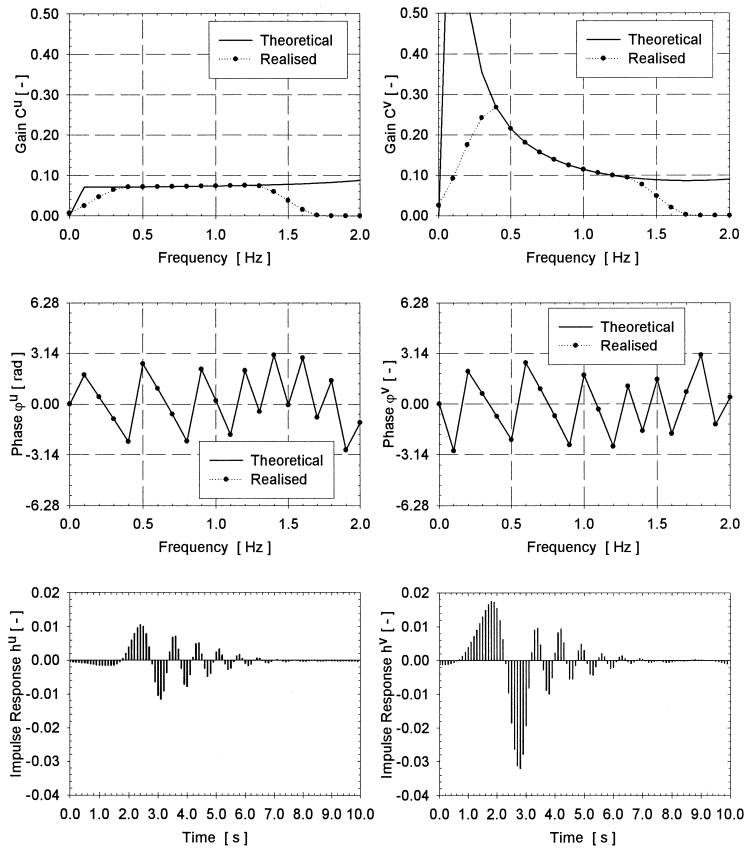 0.50
0.40
0.30
0.20
0.10
0.00
Gain Cᵘ [ - ]
Theoretical
Realised
0.0 0.5 1.0 1.5 2.0
Frequency [ Hz ]
0.50
0.40
0.30
0.20
0.10
0.00
Gain Cᵛ [ - ]
Theoretical
Realised
0.0 0.5 1.0 1.5 2.0
Frequency [ Hz ]
6.28
3.14
0.00
-3.14
-6.28
Phase φᵘ [ rad ]
Theoretical
Realised
0.0 0.5 1.0 1.5 2.0
Frequency [ Hz ]
6.28
3.14
0.00
-3.14
-6.28
Phase φᵛ [ - ]
Theoretical
Realised
0.0 0.5 1.0 1.5 2.0
Frequency [ Hz ]
0.02
0.01
0.00
-0.01
-0.02
-0.03
-0.04
Impulse Response hᵘ [ - ]
0.0 1.0 2.0 3.0 4.0 5.0 6.0 7.0 8.0 9.0 10.0
Time [ s ]
0.02
0.01
0.00
-0.01
-0.02
-0.03
-0.04
Impulse Response hᵛ [ - ]
0.0 1.0 2.0 3.0 4.0 5.0 6.0 7.0 8.0 9.0 10.0
Time [ s ]